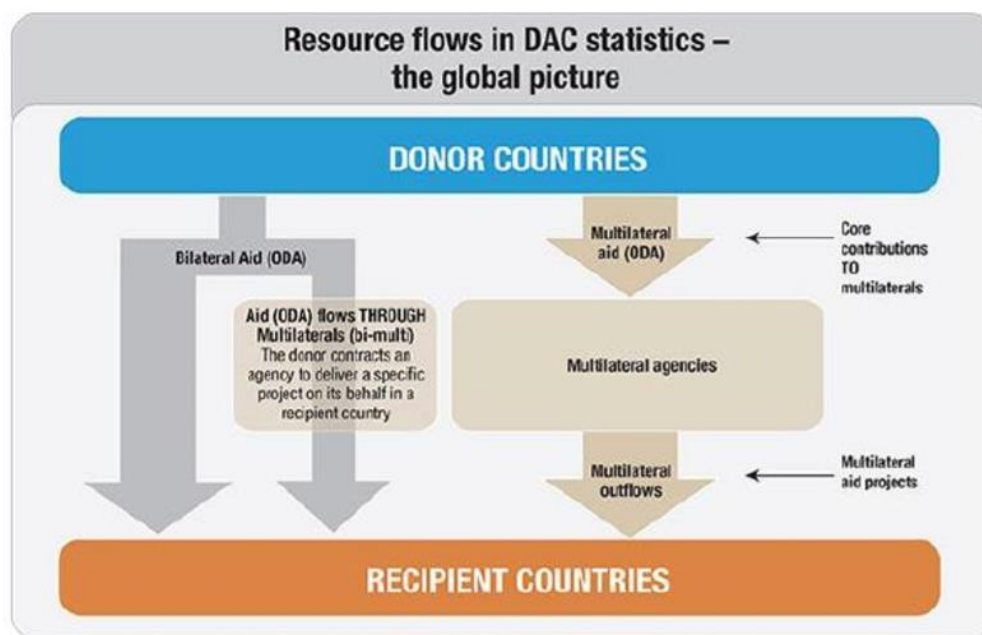 Resource flows in DAC statistics –
the global picture
DONOR COUNTRIES
Bilateral Aid (ODA)
Multilateral
aid (ODA)
Core
contributions
TO
multilaterals
Aid (ODA) flows THROUGH
Multilaterals (bi-multi)
The donor contracts an
agency to deliver a specific
project on its behalf in a
recipient country
Multilateral agencies
Multilateral
outflows
Multilateral
aid projects
RECIPIENT COUNTRIES